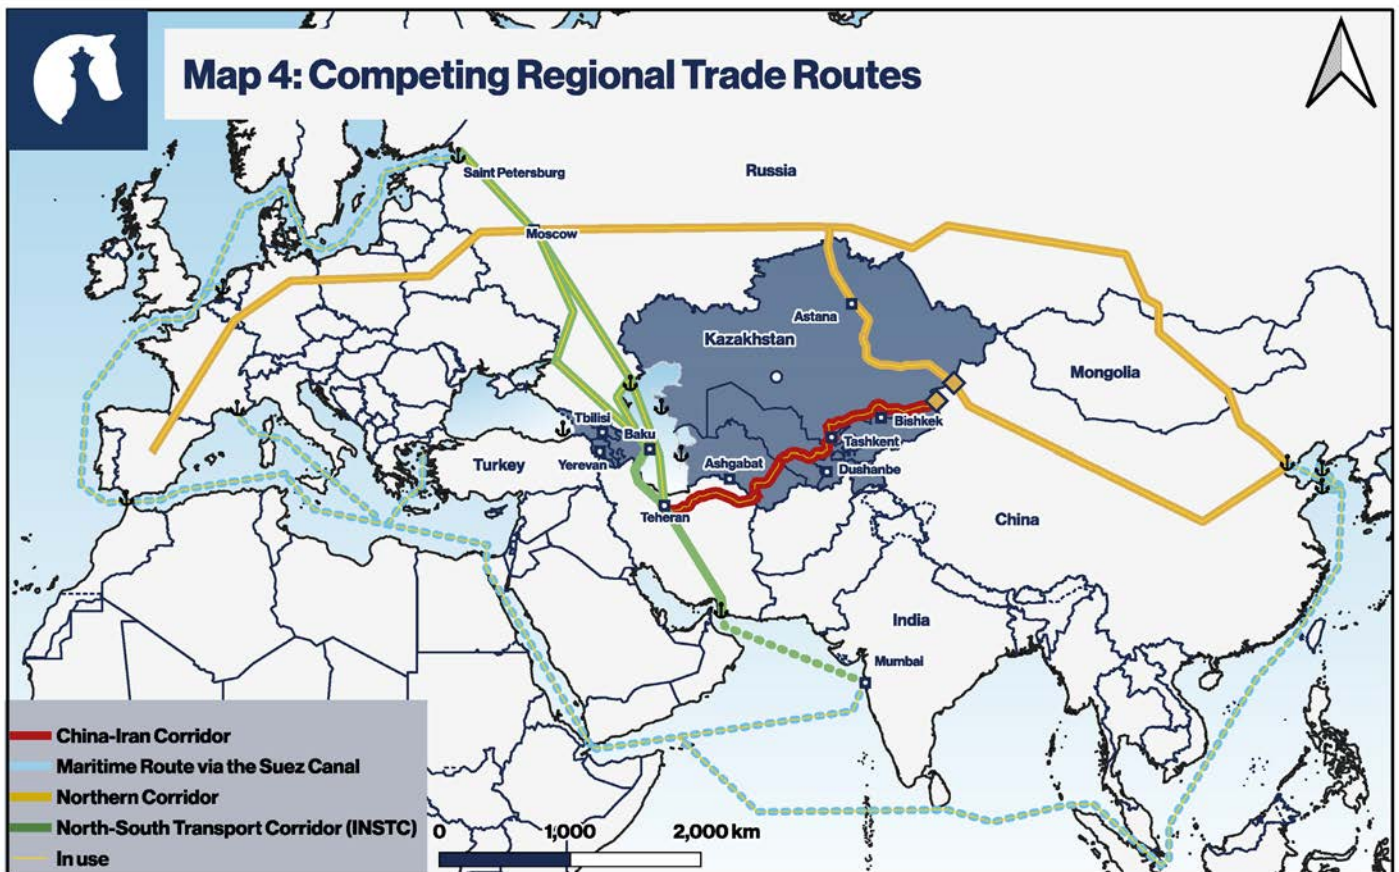 Map 4: Competing Regional Trade Routes
Russia
Saint Petersburg
Moscow
Astana
Kazakhstan
Mongolia
Tbilisi
Bishkek
Baku
Tashkent
Turkey
Yerevan
Ashgabat
Dushanbe
Teheran
China
India
Mumbai
China-Iran Corridor
Maritime Route via the Suez Canal
Northern Corridor
North-South Transport Corridor (INSTC)
In use
0 1,000 2,000 km